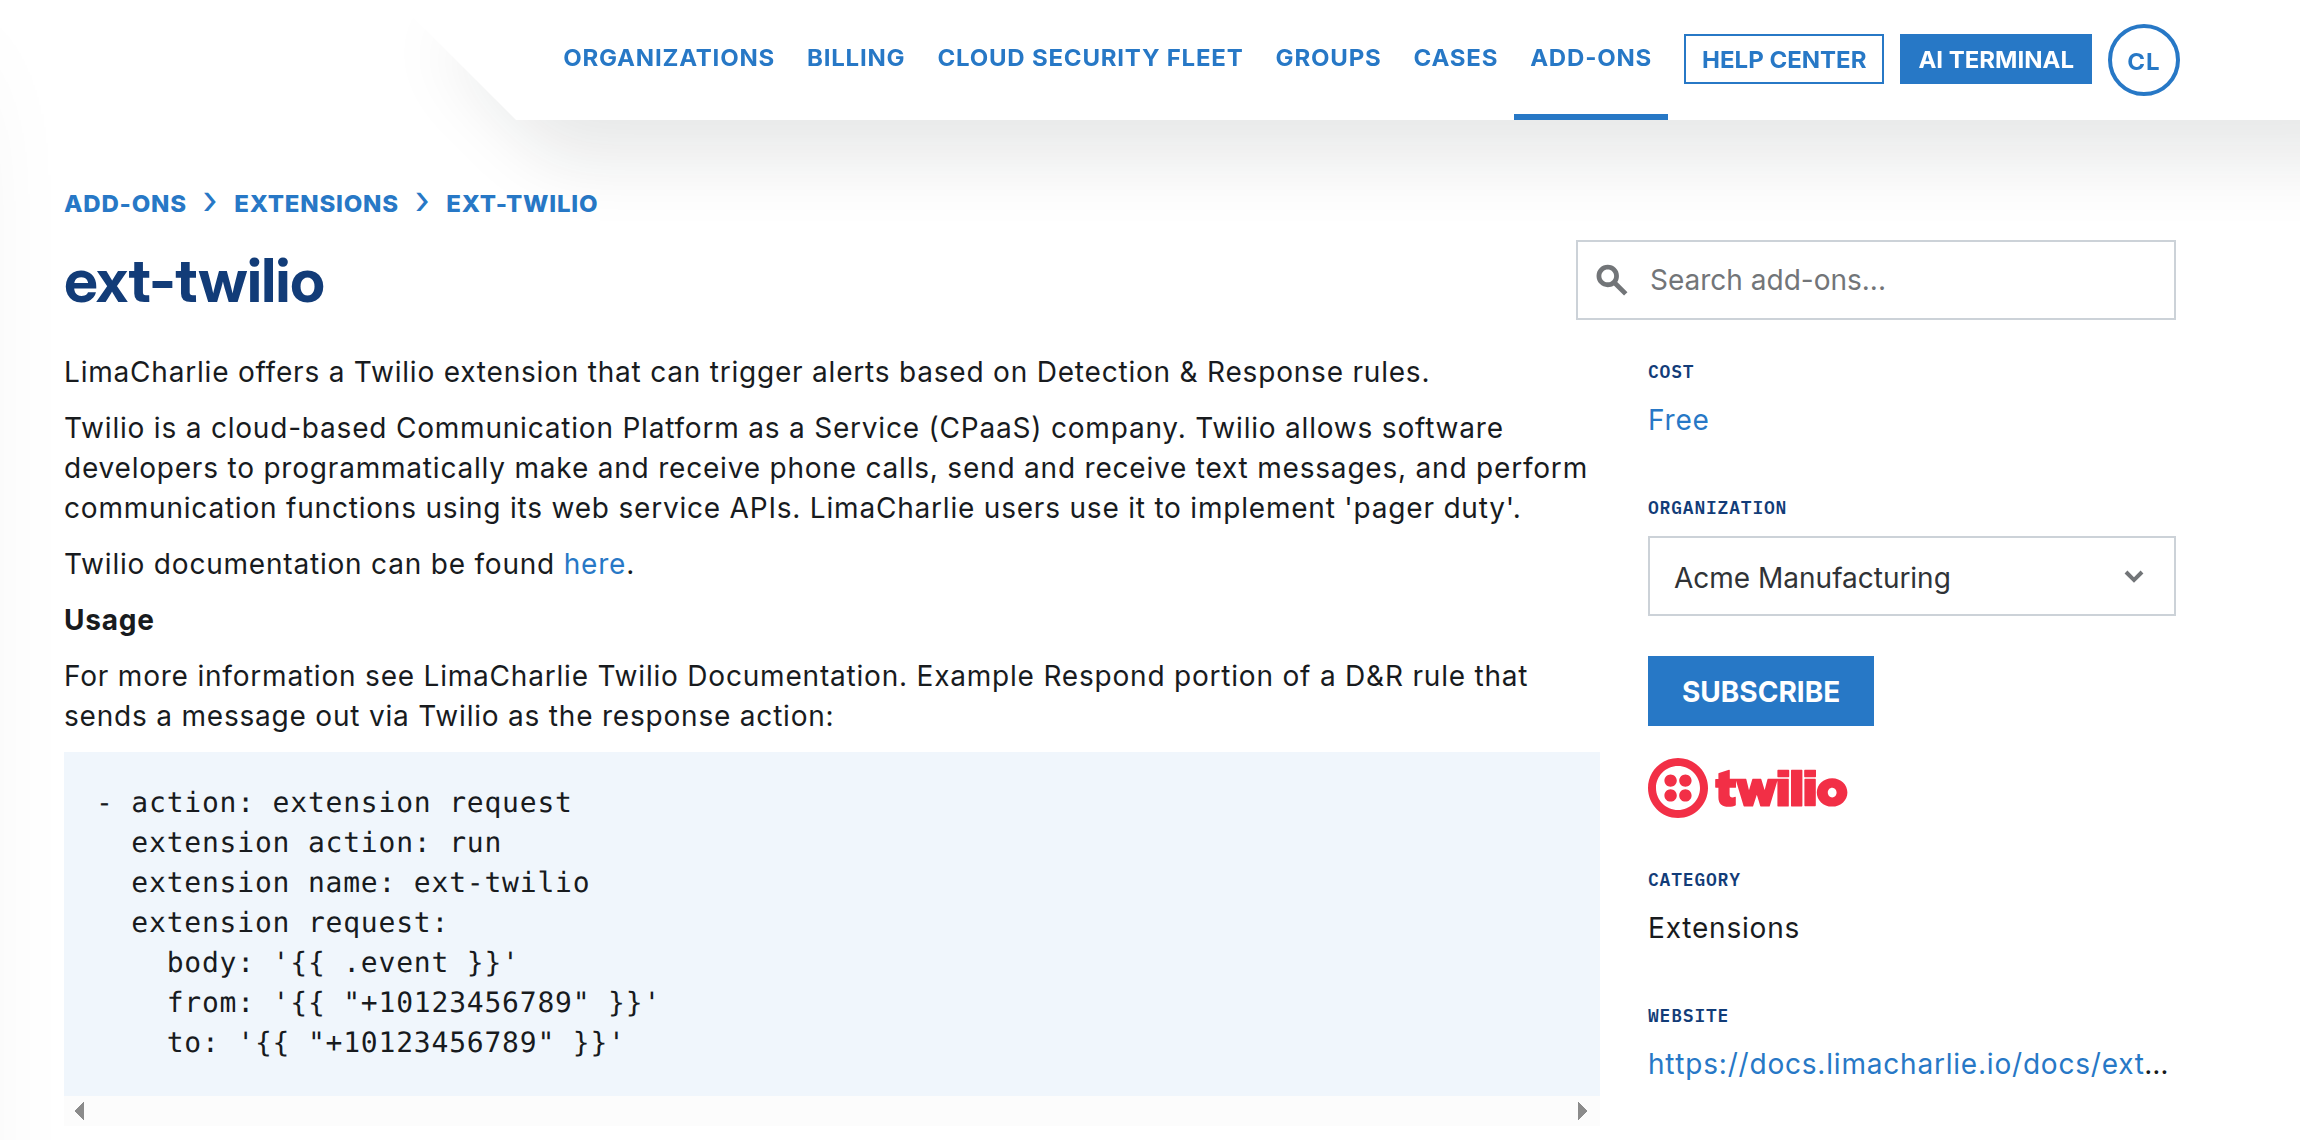 ORGANIZATIONS BILLING CLOUD SECURITY FLEET GROUPS CASES ADD-ONS HELP CENTER AI TERMINAL CL
ADD-ONS > EXTENSIONS > EXT-TWILIO
ext-twilio
Search add-ons...
LimaCharlie offers a Twilio extension that can trigger alerts based on Detection & Response rules.
Twilio is a cloud-based Communication Platform as a Service (CPaaS) company. Twilio allows software
developers to programmatically make and receive phone calls, send and receive text messages, and perform
communication functions using its web service APIs. LimaCharlie users use it to implement 'pager duty'.
Twilio documentation can be found here.
Usage
For more information see LimaCharlie Twilio Documentation. Example Respond portion of a D&R rule that
sends a message out via Twilio as the response action:
- action: extension request
  extension action: run
  extension name: ext-twilio
  extension request:
    body: '{{ .event }}'
    from: '{{ "+10123456789" }}'
    to: '{{ "+10123456789" }}'
COST
Free
ORGANIZATION
Acme Manufacturing
SUBSCRIBE
twilio
CATEGORY
Extensions
WEBSITE
https://docs.limacharlie.io/docs/ext...